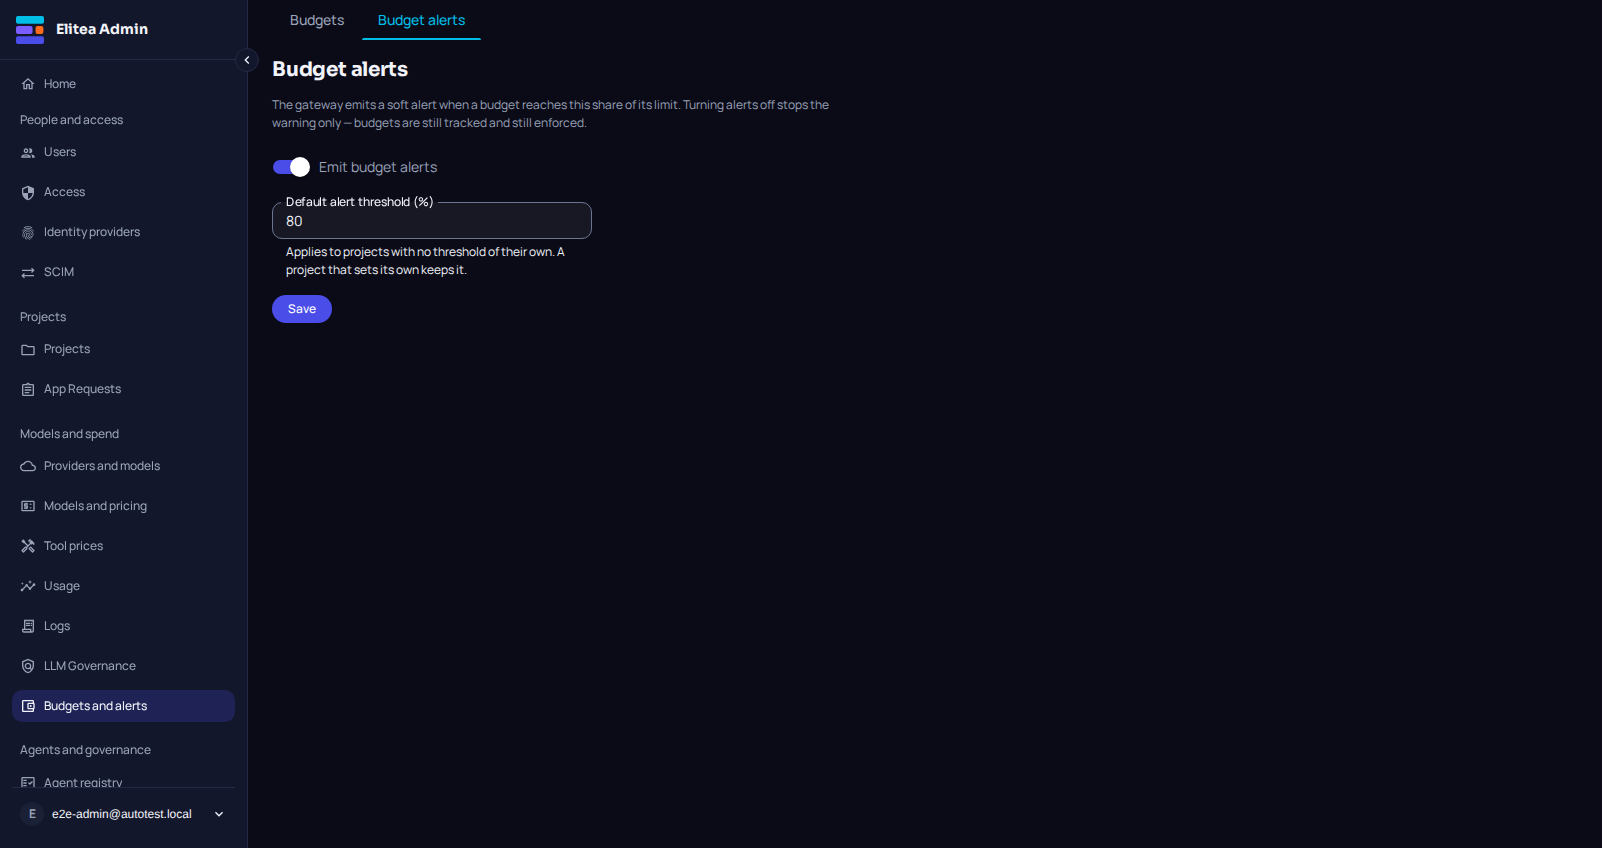 Elitea Admin
Home
People and access
Users
Access
Identity providers
SCIM
Projects
Projects
App Requests
Models and spend
Providers and models
Models and pricing
Tool prices
Usage
Logs
LLM Governance
Budgets and alerts
Agents and governance
Agent registry
E
e2e-admin@autotest.local
Budgets
Budget alerts
Budget alerts
The gateway emits a soft alert when a budget reaches this share of its limit. Turning alerts off stops the
warning only — budgets are still tracked and still enforced.
Emit budget alerts
Default alert threshold (%)
80
Applies to projects with no threshold of their own. A
project that sets its own keeps it.
Save